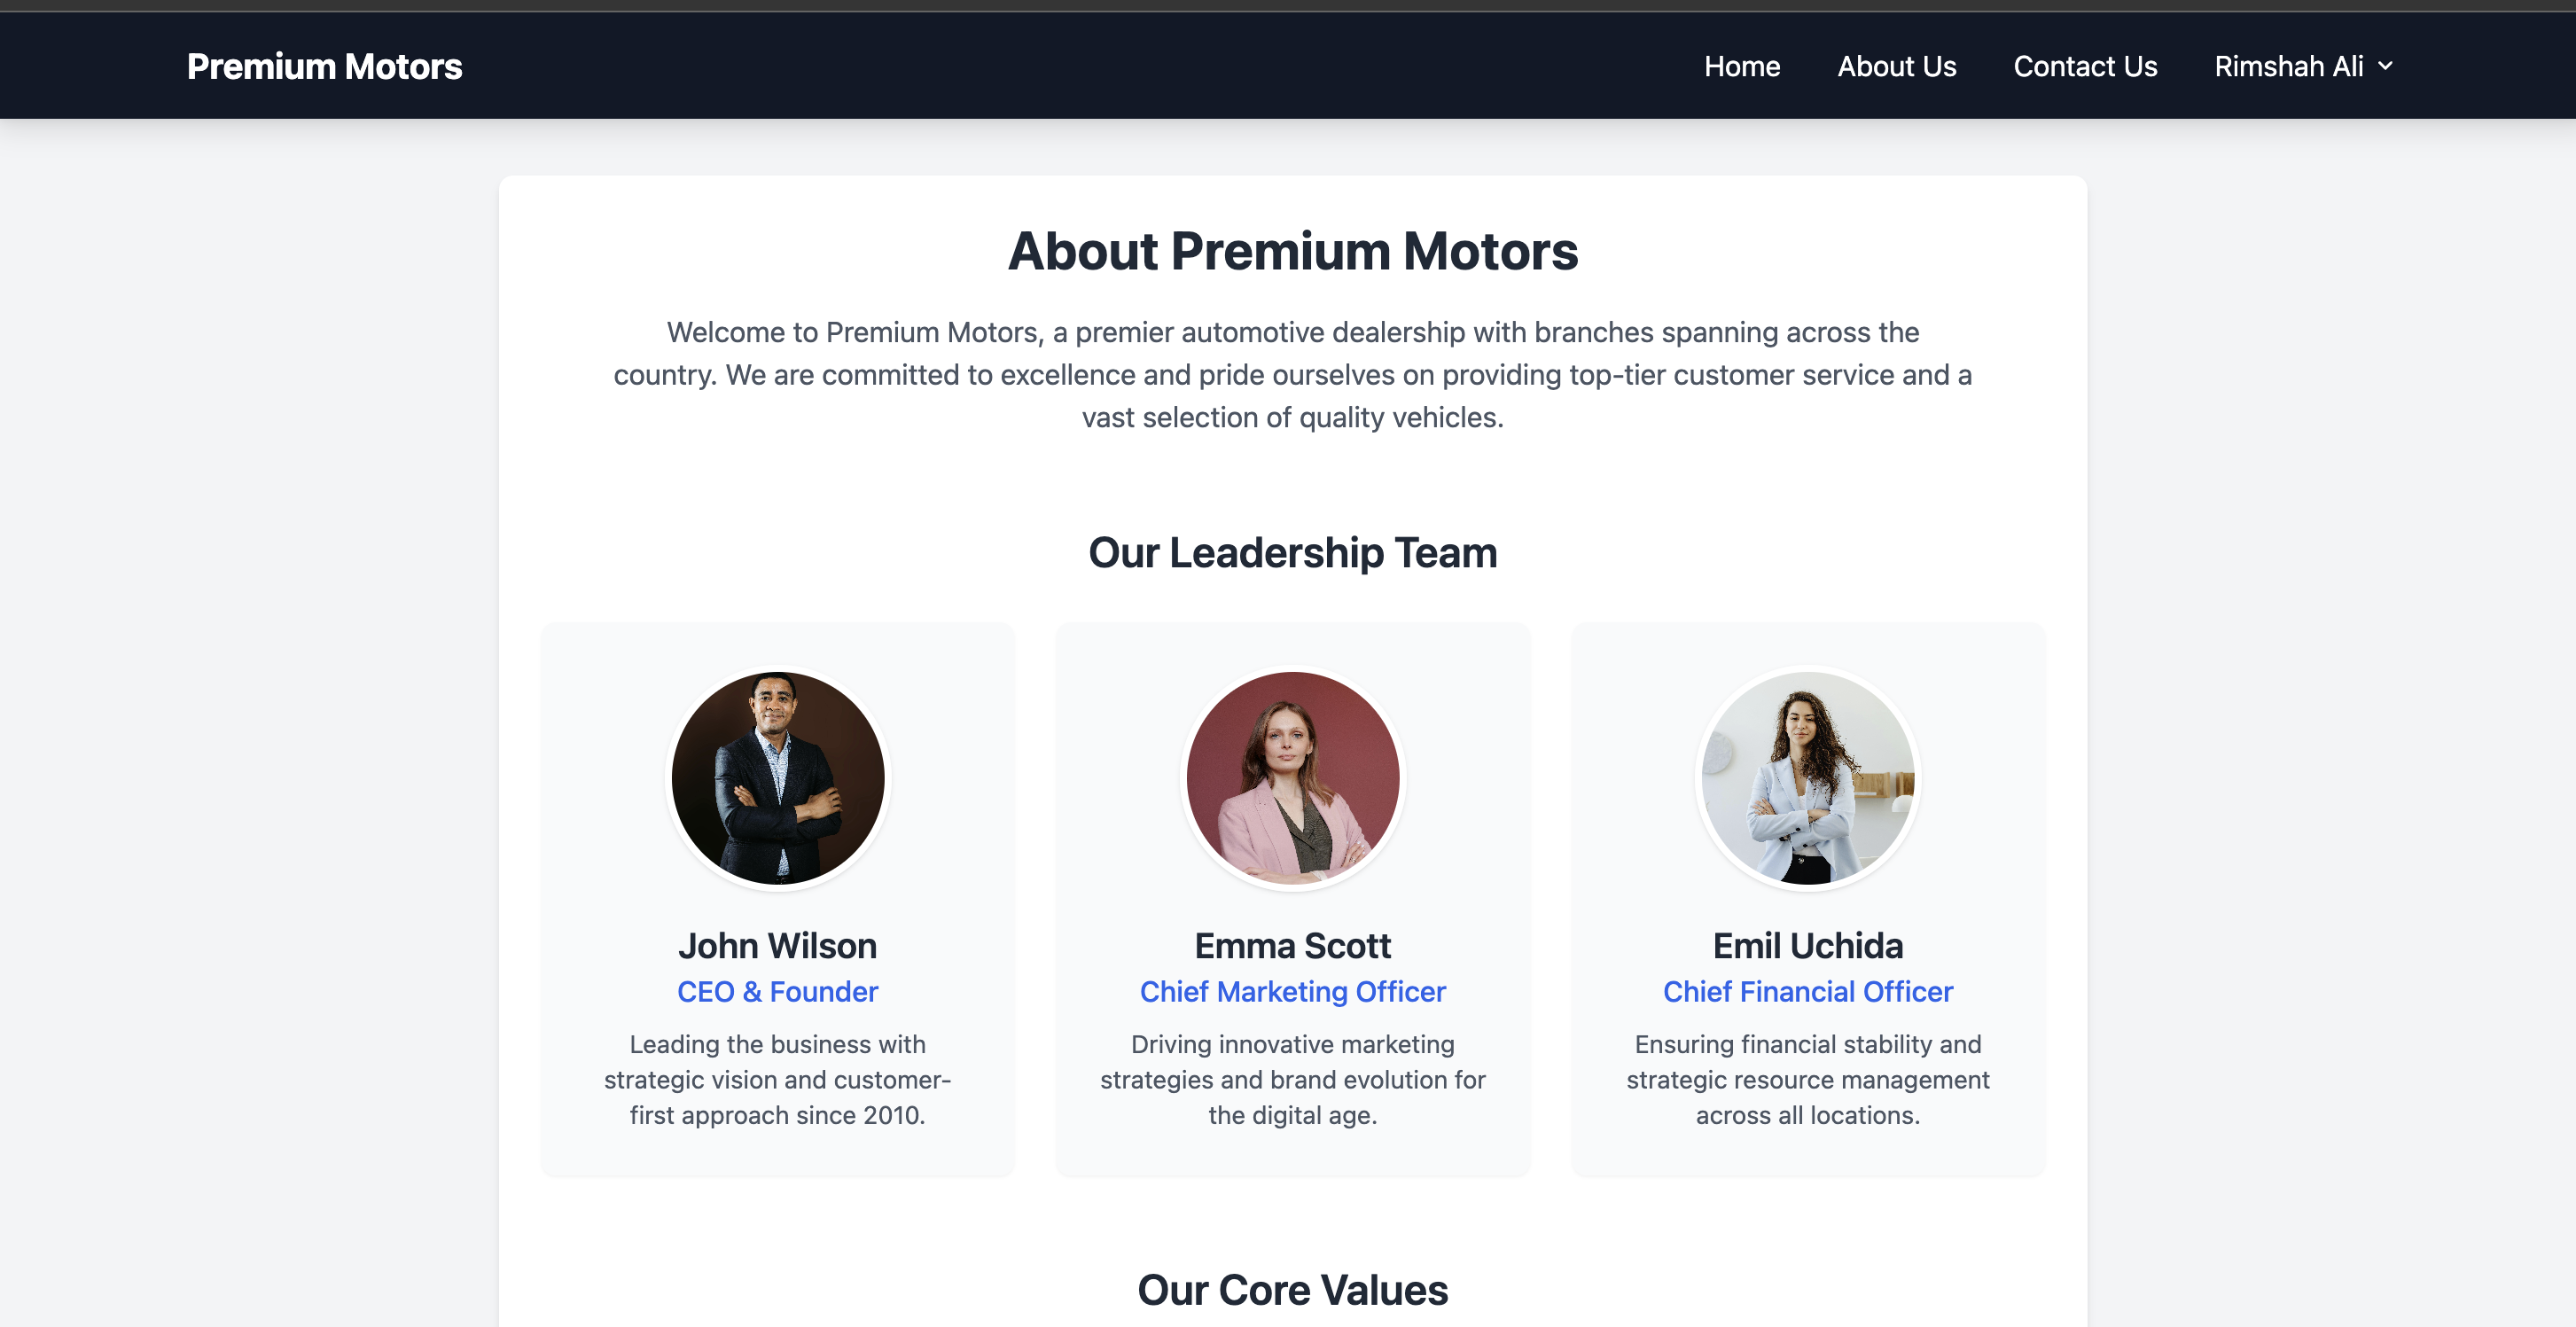 Premium Motors
Home
About Us
Contact Us
Rimshah Ali
About Premium Motors
Welcome to Premium Motors, a premier automotive dealership with branches spanning across the
country. We are committed to excellence and pride ourselves on providing top-tier customer service and a
vast selection of quality vehicles.
Our Leadership Team
John Wilson
CEO & Founder
Leading the business with
strategic vision and customer-
first approach since 2010.
Emma Scott
Chief Marketing Officer
Driving innovative marketing
strategies and brand evolution for
the digital age.
Emil Uchida
Chief Financial Officer
Ensuring financial stability and
strategic resource management
across all locations.
Our Core Values